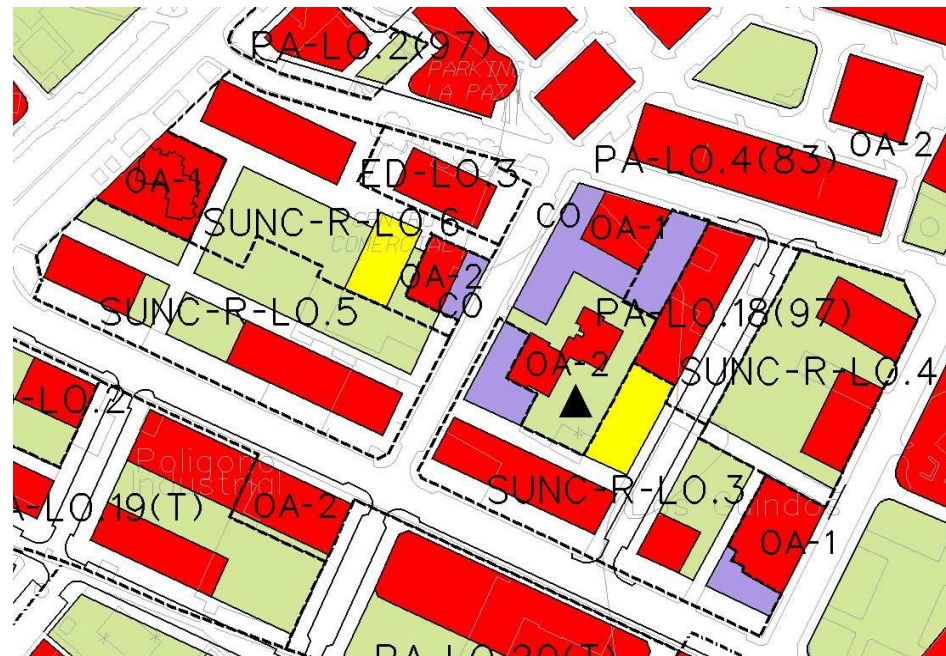 PA-LO.2(97)
PARKING
LA PAZ
OA-2
PA-LO.4(83)
ED-LO.3
OA-1
CO
OA-1
SUNC-R-LO.6
COMERCIAL
OA-2
CO
SUNC-R-LO.5
PA-LO.18(97)
OA-2
SUNC-R-LO.4
-LO.2
Poligono
Industrial
SUNC-R-LO.3
Los Guindos
A-LO.19(T)
OA-2
OA-1
PA-LO.20(T)